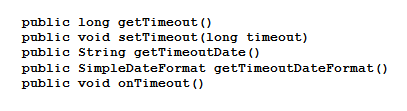 public long getTimeout()
public void setTimeout(long timeout)
public String getTimeoutDate()
public SimpleDateFormat getTimeoutDateFormat()
public void onTimeout()